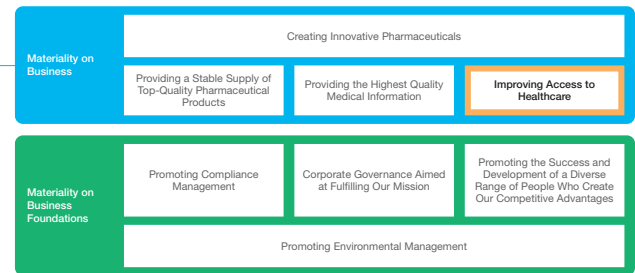 Materiality on
Business
Creating Innovative Pharmaceuticals
Providing a Stable Supply of
Top-Quality Pharmaceutical
Products
Providing the Highest Quality
Medical Information
Improving Access to
Healthcare
Materiality on
Business
Foundations
Promoting Compliance
Management
Corporate Governance Aimed
at Fulfilling Our Mission
Promoting the Success and
Development of a Diverse
Range of People Who Create
Our Competitive Advantages
Promoting Environmental Management